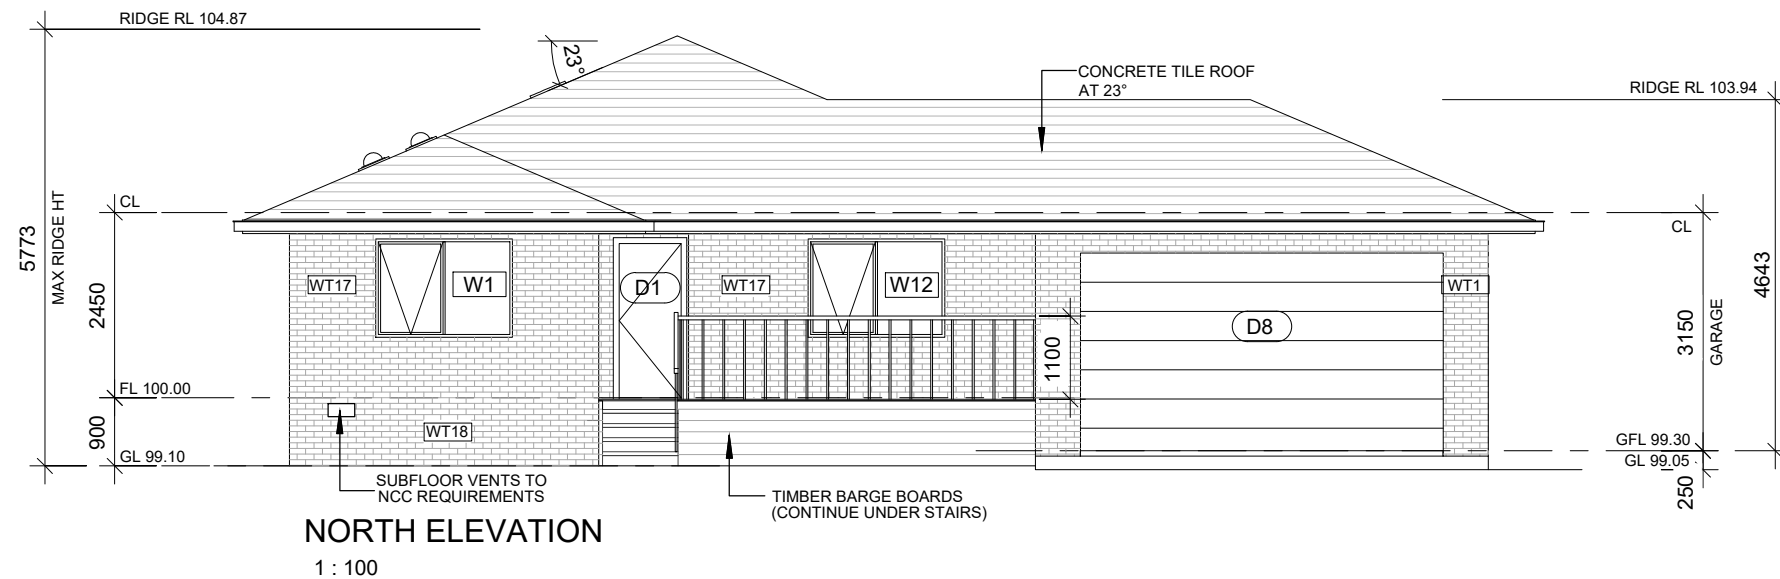 RIDGE RL 104.87
23°
CONCRETE TILE ROOF
AT 23°
RIDGE RL 103.94
5773
MAX RIDGE HT
CL
2450
FL 100.00
900
GL 99.10
WT17
W1
D1
WT17
W12
WT18
1100
D8
WT1
CL
3150
GARAGE
4643
GFL 99.30
GL 99.05
250
SUBFLOOR VENTS TO
NCC REQUIREMENTS
TIMBER BARGE BOARDS
(CONTINUE UNDER STAIRS)
NORTH ELEVATION
1 : 100